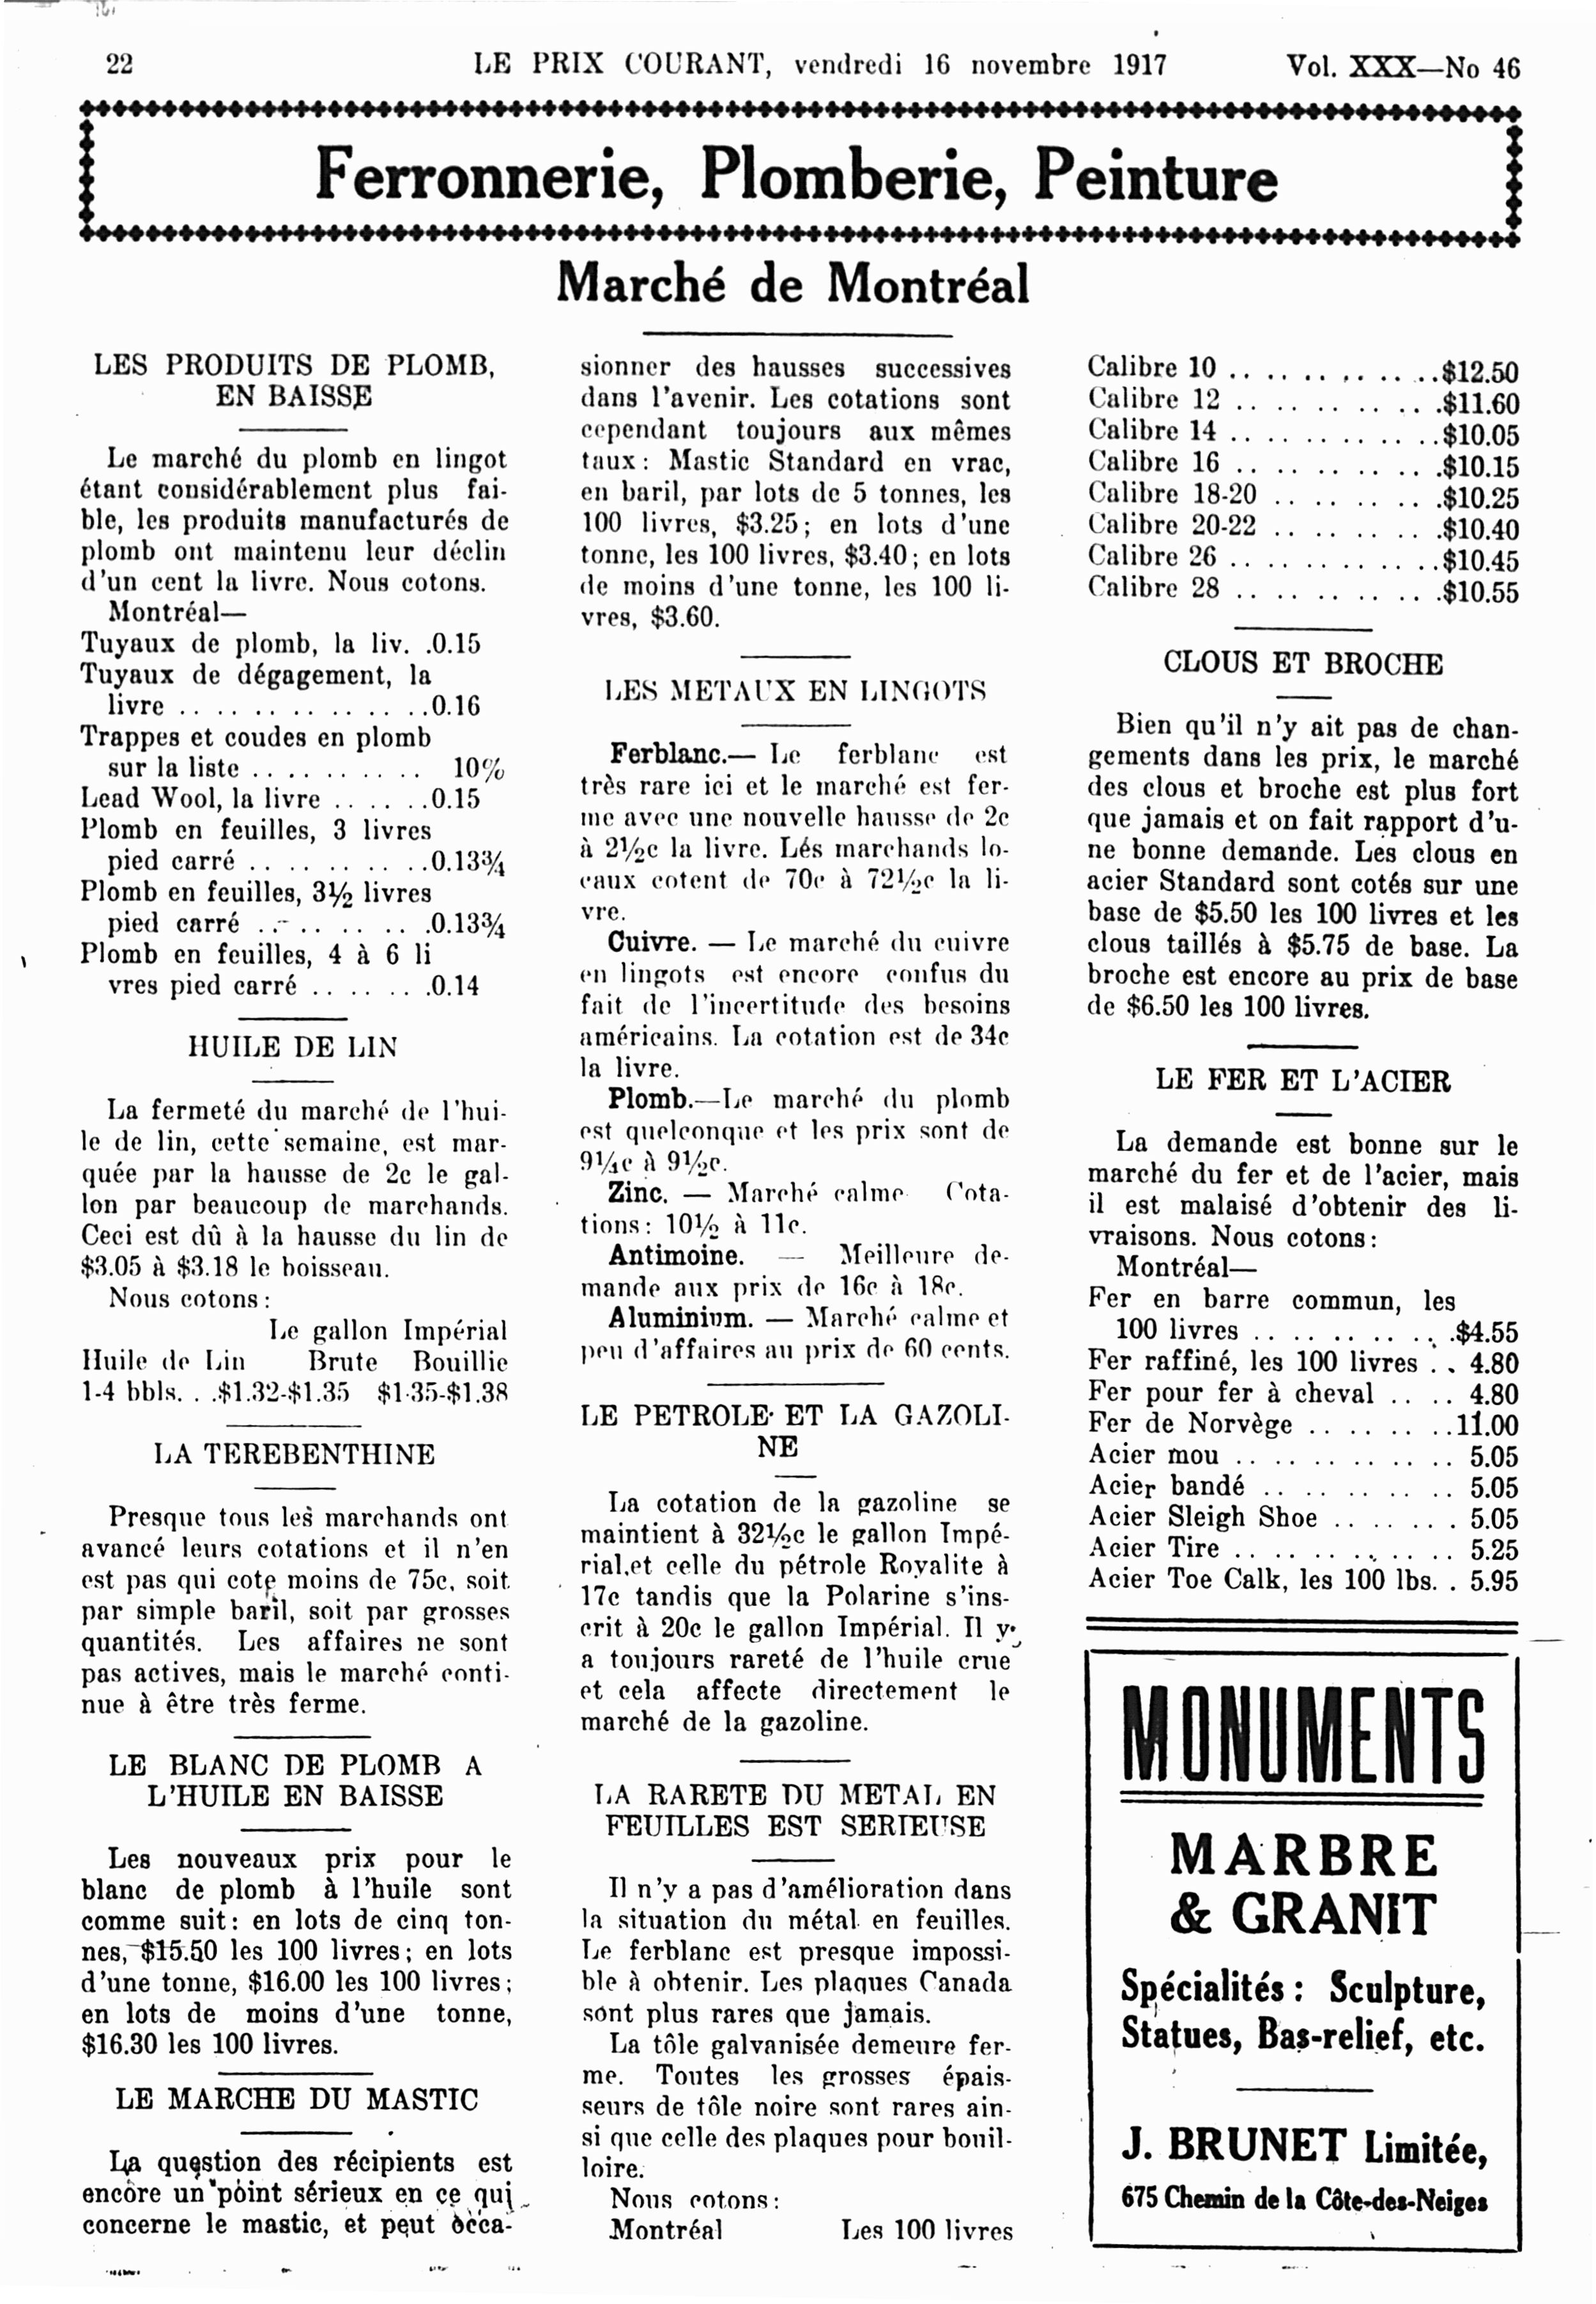 22 LE PRIX COURANT, vendredi 16 novembre 1917 Vol. XXX—No 46
Ferronnerie, Plomberie, Peinture
Marché de Montréal
LES PRODUITS DE PLOMB,
EN BAISSE
Le marché du plomb en lingot
étant considérablement plus fai-
ble, les produits manufacturés de
plomb ont maintenu leur déclin
d'un cent la livre. Nous cotons.
Montréal—
Tuyaux de plomb, la liv. .0.15
Tuyaux de dégagement, la
livre .. .. .. .. .. .. ..0.16
Trappes et coudes en plomb
sur la liste .. .. .. .. .. 10%
Lead Wool, la livre .. .. ..0.15
Plomb en feuilles, 3 livres
pied carré .. .. .. .. ..0.13¾
Plomb en feuilles, 3½ livres
pied carré .. .. .. .. .0.13¾
Plomb en feuilles, 4 à 6 li
vres pied carré .. .. .. .0.14
HUILE DE LIN
La fermeté du marché de l'hui-
le de lin, cette semaine, est mar-
quée par la hausse de 2c le gal-
lon par beaucoup de marchands.
Ceci est dû à la hausse du lin de
$3.05 à $3.18 le boisseau.
Nous cotons:
Le gallon Impérial
Huile de Lin Brute Bouillie
1-4 bbls. . .$1.32-$1.35 $1.35-$1.38
LA TEREBENTHINE
Presque tous les marchands ont
avancé leurs cotations et il n'en
est pas qui cote moins de 75c, soit
par simple baril, soit par grosses
quantités. Les affaires ne sont
pas actives, mais le marché conti-
nue à être très ferme.
LE BLANC DE PLOMB A
L'HUILE EN BAISSE
Les nouveaux prix pour le
blanc de plomb à l'huile sont
comme suit: en lots de cinq ton-
nes, $15.50 les 100 livres; en lots
d'une tonne, $16.00 les 100 livres;
en lots de moins d'une tonne,
$16.30 les 100 livres.
LE MARCHE DU MASTIC
La question des récipients est
encore un point sérieux en ce qui
concerne le mastic, et peut occa-
sionner des hausses successives
dans l'avenir. Les cotations sont
cependant toujours aux mêmes
taux: Mastic Standard en vrac,
en baril, par lots de 5 tonnes, les
100 livres, $3.25; en lots d'une
tonne, les 100 livres, $3.40; en lots
de moins d'une tonne, les 100 li-
vres, $3.60.
LES METAUX EN LINGOTS
Ferblanc.— Le ferblanc est
très rare ici et le marché est fer-
me avec une nouvelle hausse de 2c
à 2½c la livre. Lés marchands lo-
caux cotent de 70c à 72½c la li-
vre.
Cuivre. — Le marché du cuivre
en lingots est encore confus du
fait de l'incertitude des besoins
américains. La cotation est de 34c
la livre.
Plomb.—Le marché du plomb
est quelconque et les prix sont de
9¼c à 9½c.
Zinc. — Marché calme Cota-
tions: 10½ à 11c.
Antimoine. — Meilleure de-
mande aux prix de 16c à 18c.
Aluminium. — Marché calme et
peu d'affaires au prix de 60 cents.
LE PETROLE ET LA GAZOLI-
NE
La cotation de la gazoline se
maintient à 32½c le gallon Impé-
rial.et celle du pétrole Royalite à
17c tandis que la Polarine s'ins-
crit à 20c le gallon Impérial. Il y
a toujours rareté de l'huile crue
et cela affecte directement le
marché de la gazoline.
LA RARETE DU METAL EN
FEUILLES EST SERIEUSE
Il n'y a pas d'amélioration dans
la situation du métal en feuilles.
Le ferblanc est presque impossi-
ble à obtenir. Les plaques Canada
sont plus rares que jamais.
La tôle galvanisée demeure fer-
me. Toutes les grosses épais-
seurs de tôle noire sont rares ain-
si que celle des plaques pour bouil-
loire.
Nous cotons:
Montréal Les 100 livres
Calibre 10 .. .. .. .. .. ..$12.50
Calibre 12 .. .. .. .. .. .$11.60
Calibre 14 .. .. .. .. .. ..$10.05
Calibre 16 .. .. .. .. .. .$10.15
Calibre 18-20 .. .. .. .. .$10.25
Calibre 20-22 .. .. .. .. .$10.40
Calibre 26 .. .. .. .. .. ..$10.45
Calibre 28 .. .. .. .. .. .$10.55
CLOUS ET BROCHE
Bien qu'il n'y ait pas de chan-
gements dans les prix, le marché
des clous et broche est plus fort
que jamais et on fait rapport d'u-
ne bonne demande. Les clous en
acier Standard sont cotés sur une
base de $5.50 les 100 livres et les
clous taillés à $5.75 de base. La
broche est encore au prix de base
de $6.50 les 100 livres.
LE FER ET L'ACIER
La demande est bonne sur le
marché du fer et de l'acier, mais
il est malaisé d'obtenir des li-
vraisons. Nous cotons:
Montréal—
Fer en barre commun, les
100 livres .. .. .. .. .. .$4.55
Fer raffiné, les 100 livres .. 4.80
Fer pour fer à cheval .. .. 4.80
Fer de Norvège .. .. .. ..11.00
Acier mou .. .. .. .. .. .. 5.05
Acier bandé .. .. .. .. .. 5.05
Acier Sleigh Shoe .. .. .. . 5.05
Acier Tire .. .. .. .. .. .. 5.25
Acier Toe Calk, les 100 lbs. . 5.95
MONUMENTS
MARBRE
& GRANIT
Spécialités: Sculpture,
Statues, Bas-relief, etc.
J. BRUNET Limitée,
675 Chemin de la Côte-des-Neiges